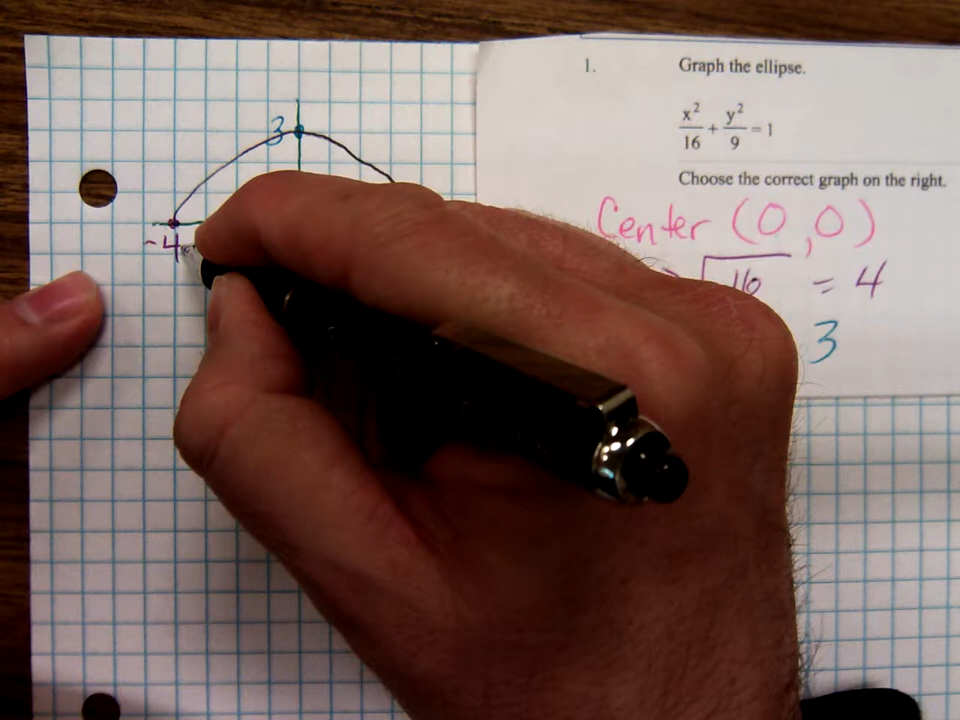 1. Graph the ellipse.
x²/16 + y²/9 = 1
Choose the correct graph on the right.
Center (0,0)
√16 = 4
3
3
-4